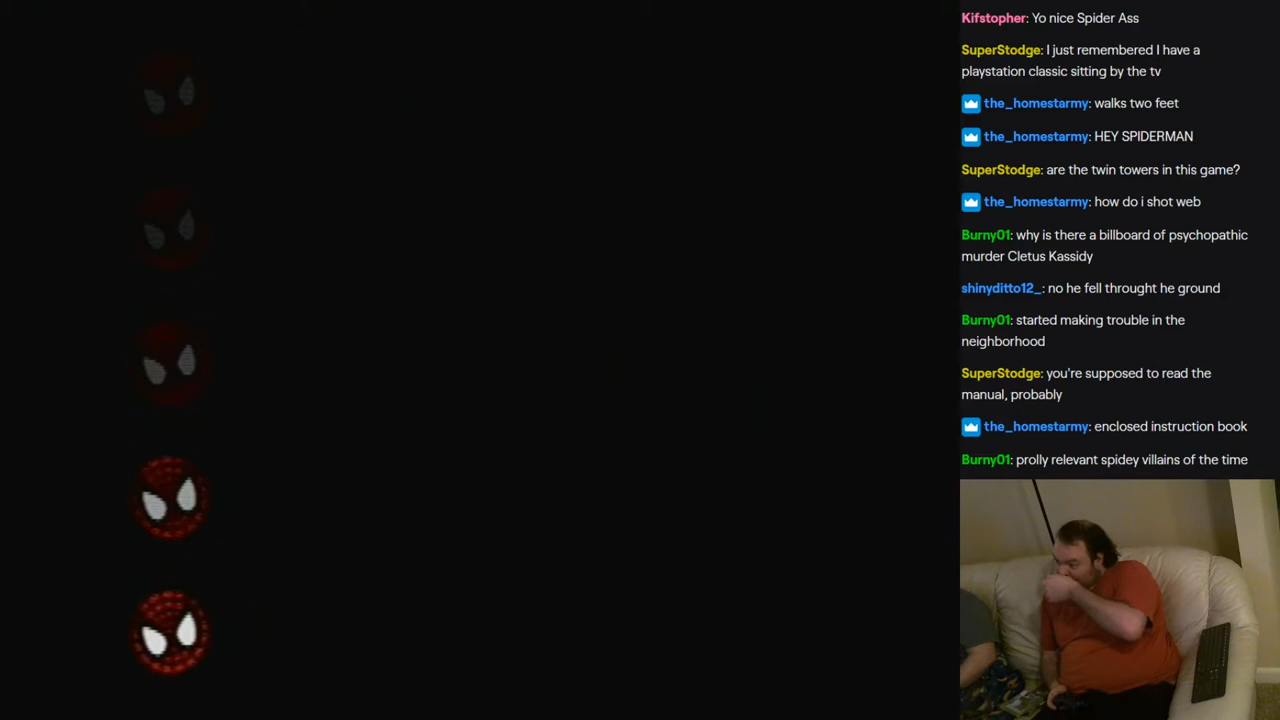 Kifstopher: Yo nice Spider Ass
SuperStodge: I just remembered I have a
playstation classic sitting by the tv
the_homestarmy: walks two feet
the_homestarmy: HEY SPIDERMAN
SuperStodge: are the twin towers in this game?
the_homestarmy: how do i shot web
Burny01: why is there a billboard of psychopathic
murder Cletus Kassidy
shinyditto12_: no he fell throught he ground
Burny01: started making trouble in the
neighborhood
SuperStodge: you're supposed to read the
manual, probably
the_homestarmy: enclosed instruction book
Burny01: prolly relevant spidey villains of the time